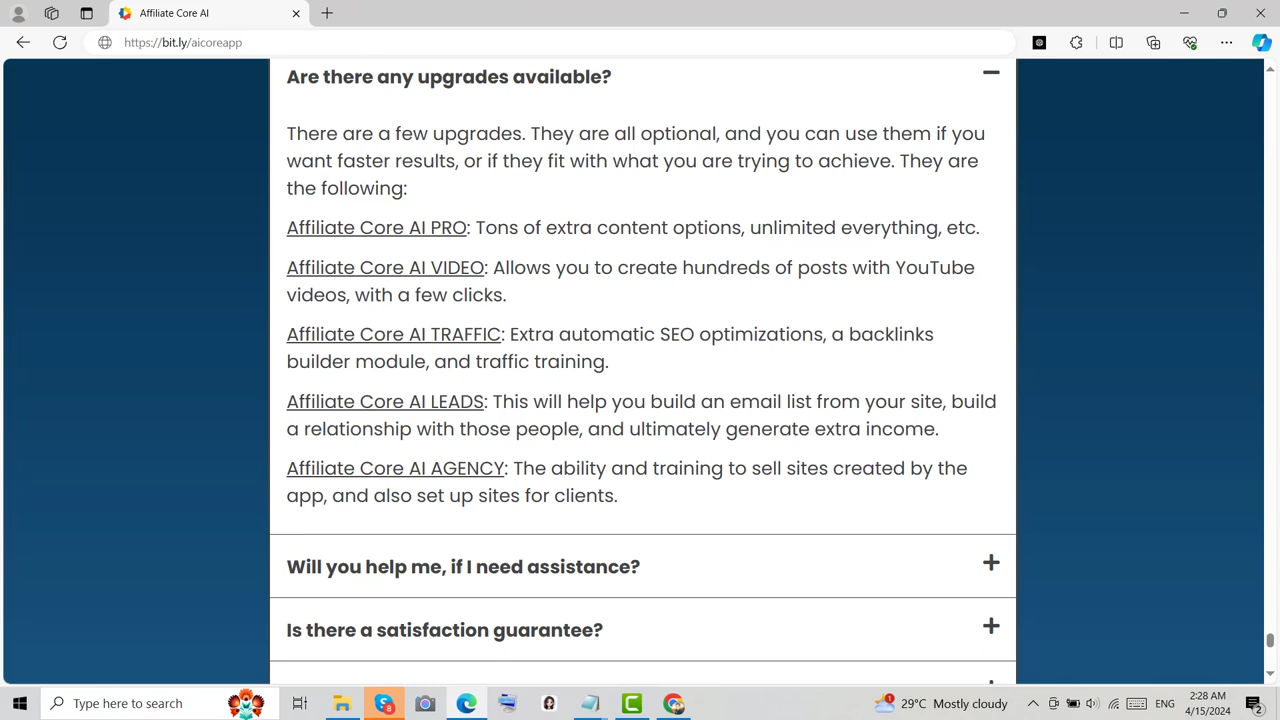 Affiliate Core AI
https://bit.ly/aicoreapp
Are there any upgrades available?
There are a few upgrades. They are all optional, and you can use them if you
want faster results, or if they fit with what you are trying to achieve. They are
the following:
Affiliate Core AI PRO: Tons of extra content options, unlimited everything, etc.
Affiliate Core AI VIDEO: Allows you to create hundreds of posts with YouTube
videos, with a few clicks.
Affiliate Core AI TRAFFIC: Extra automatic SEO optimizations, a backlinks
builder module, and traffic training.
Affiliate Core AI LEADS: This will help you build an email list from your site, build
a relationship with those people, and ultimately generate extra income.
Affiliate Core AI AGENCY: The ability and training to sell sites created by the
app, and also set up sites for clients.
Will you help me, if I need assistance?
Is there a satisfaction guarantee?
Type here to search
8
1
29°C Mostly cloudy
ENG
2:28 AM
4/15/2024
2